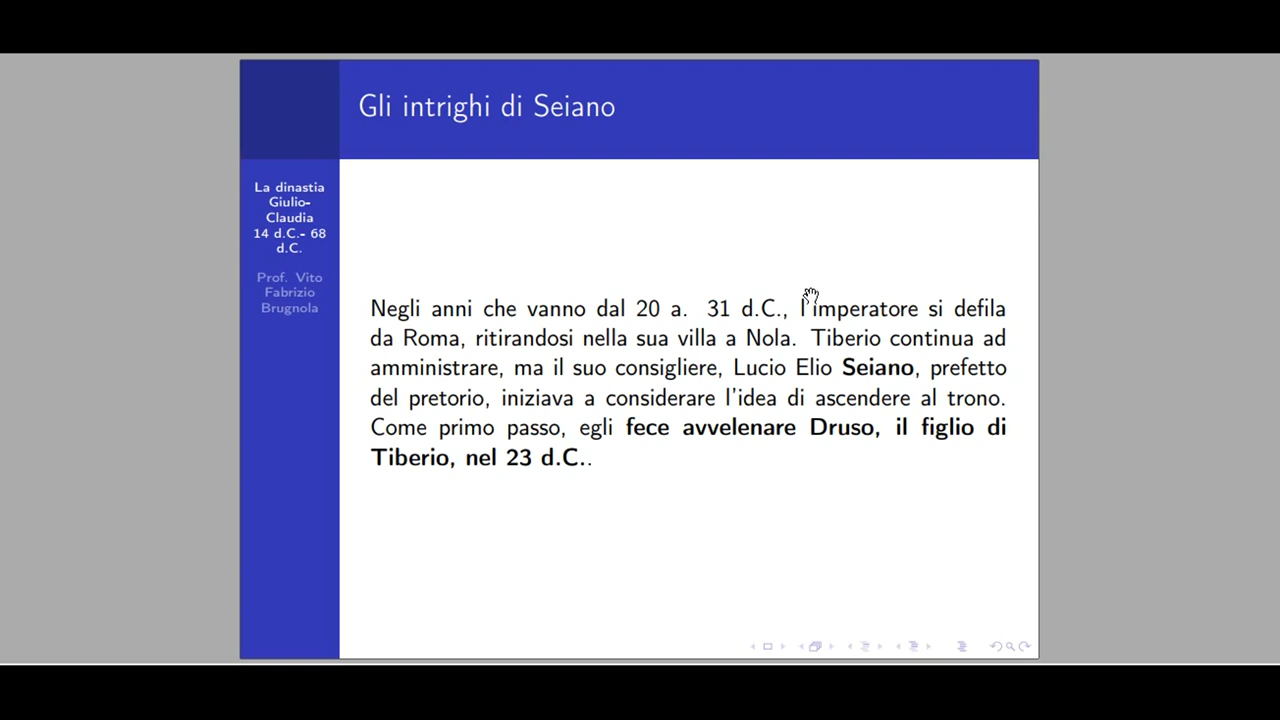 Gli intrighi di Seiano
La dinastia
Giulio-
Claudia
14 d.C.- 68
d.C.
Prof. Vito
Fabrizio
Brugnola
Negli anni che vanno dal 20 a. 31 d.C., l'imperatore si defila
da Roma, ritirandosi nella sua villa a Nola. Tiberio continua ad
amministrare, ma il suo consigliere, Lucio Elio Seiano, prefetto
del pretorio, iniziava a considerare l'idea di ascendere al trono.
Come primo passo, egli fece avvelenare Druso, il figlio di
Tiberio, nel 23 d.C..